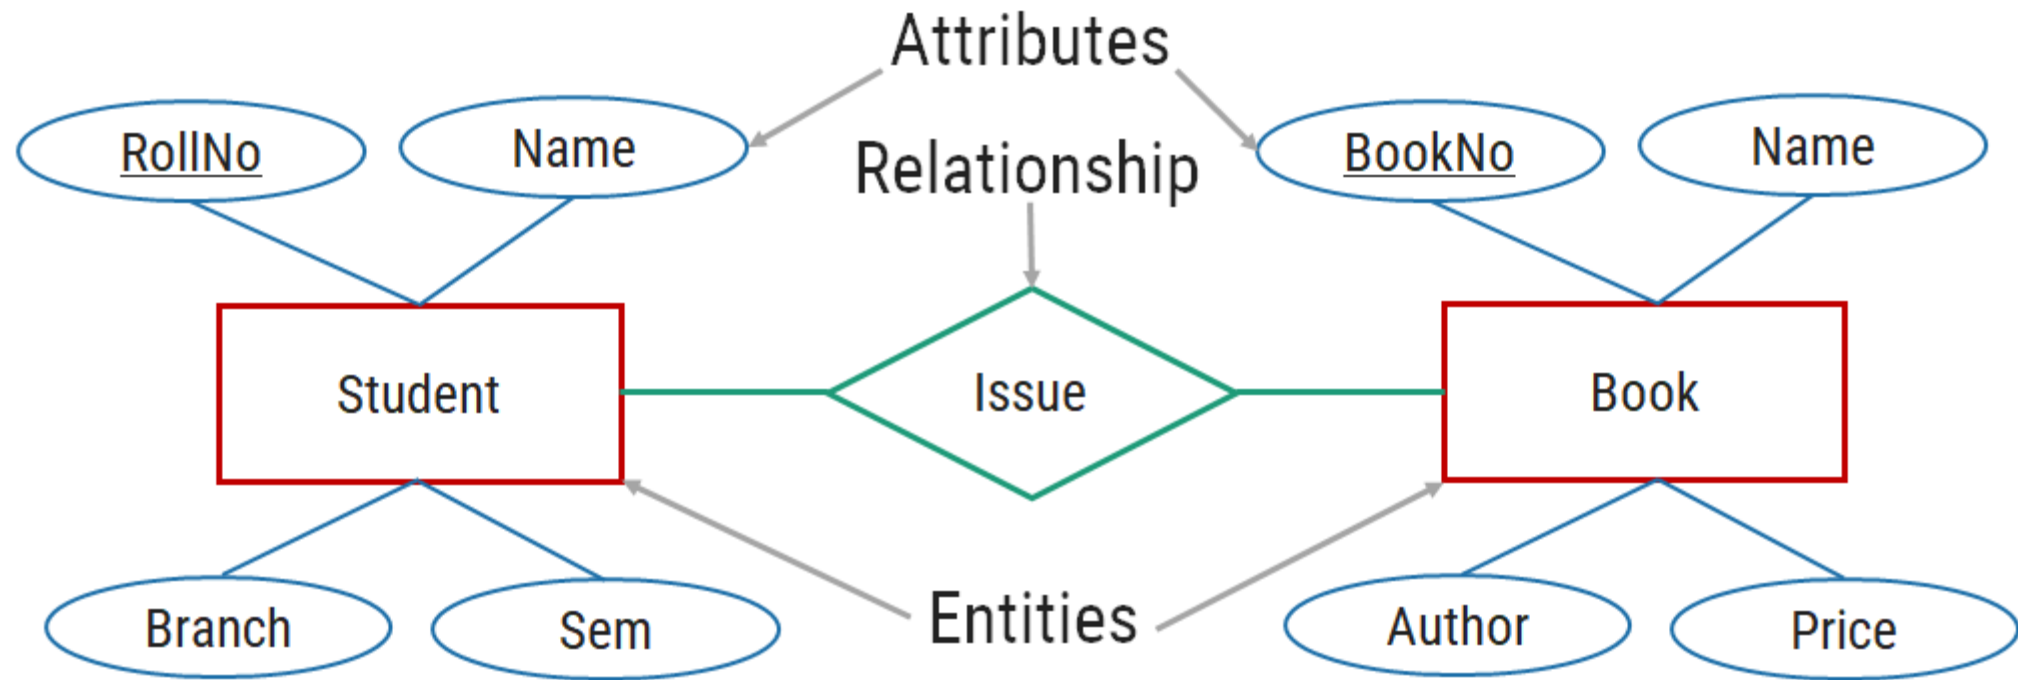 Attributes
RollNo
Name
Relationship
BookNo
Name
Student
Issue
Book
Branch
Sem
Entities
Author
Price